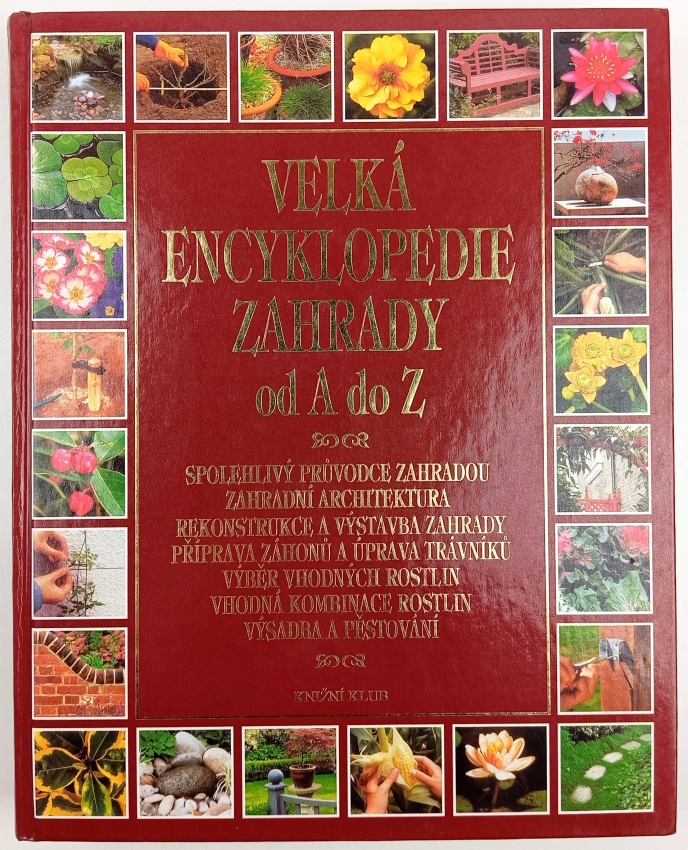 VELKÁ
ENCYKLOPEDIE
ZAHRADY
od A do Z
SPOLEHLIVÝ PRŮVODCE ZAHRADOU
ZAHRADNÍ ARCHITEKTURA
REKONSTRUKCE A VÝSTAVBA ZAHRADY
PŘÍPRAVA ZÁHONŮ A ÚPRAVA TRÁVNÍKŮ
VÝBĚR VHODNÝCH ROSTLIN
VHODNÁ KOMBINACE ROSTLIN
VÝSADBA A PĚSTOVÁNÍ
KNIŽNÍ KLUB